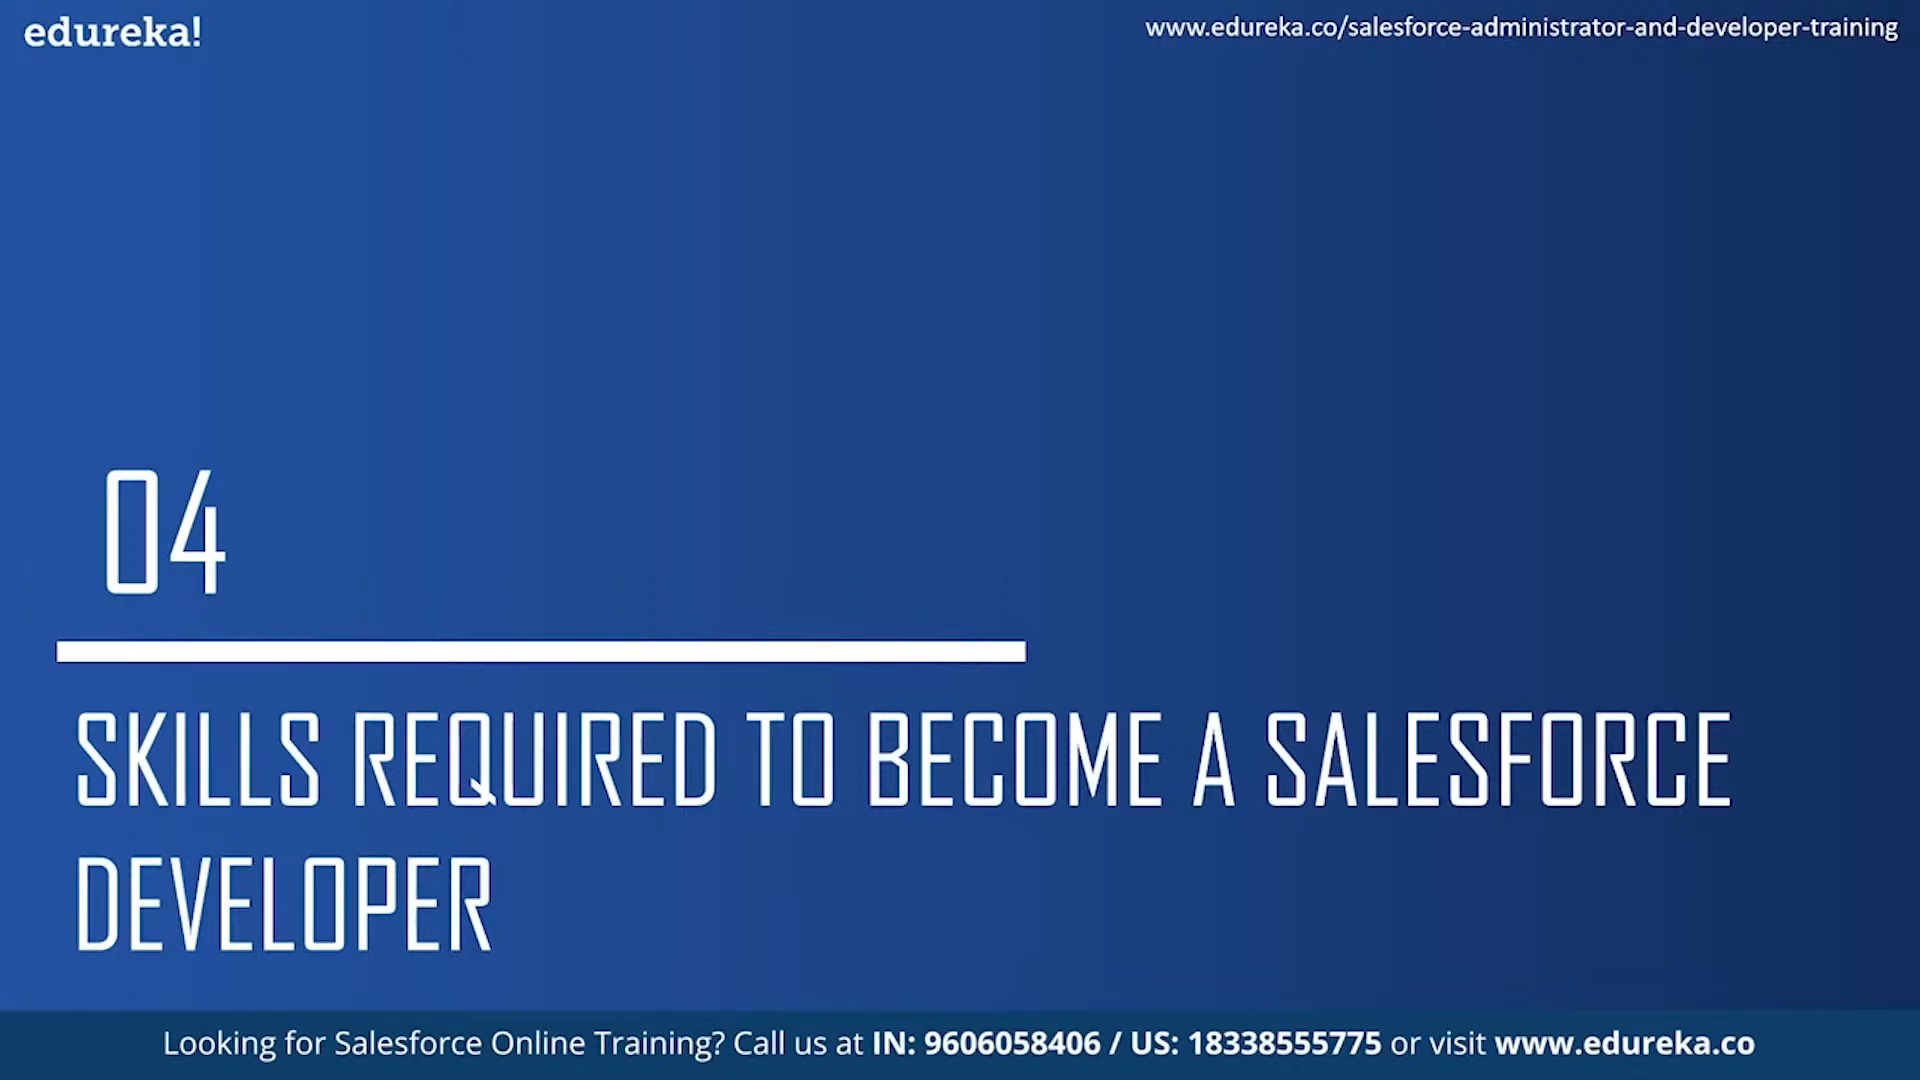 edureka!
www.edureka.co/salesforce-administrator-and-developer-training
04
SKILLS REQUIRED TO BECOME A SALESFORCE
DEVELOPER
Looking for Salesforce Online Training? Call us at IN: 9606058406 / US: 18338555775 or visit www.edureka.co